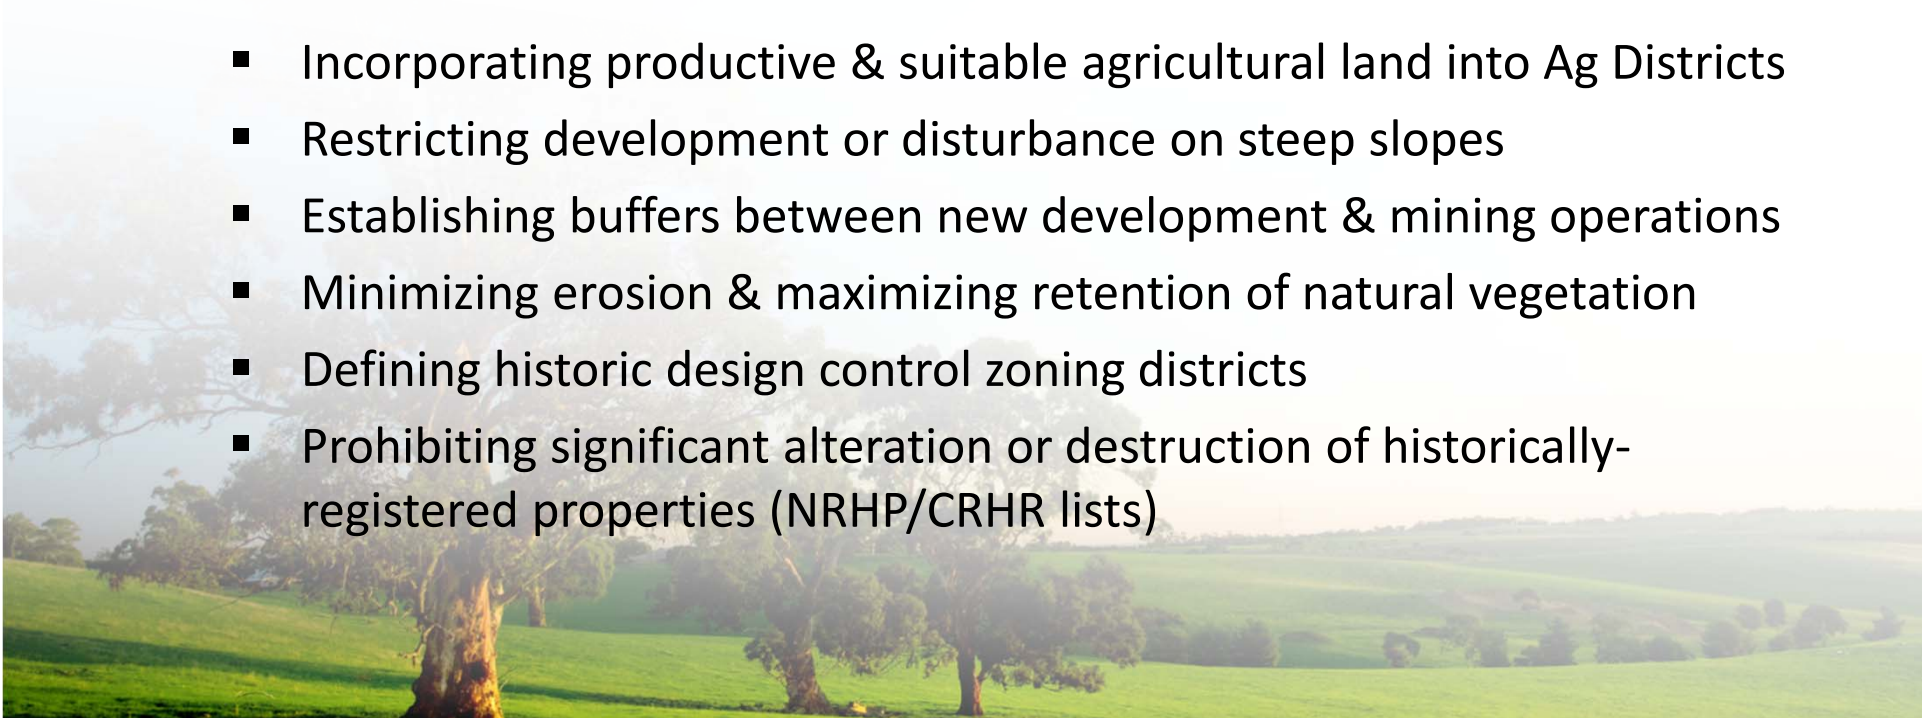 ▪ Incorporating productive & suitable agricultural land into Ag Districts
▪ Restricting development or disturbance on steep slopes
▪ Establishing buffers between new development & mining operations
▪ Minimizing erosion & maximizing retention of natural vegetation
▪ Defining historic design control zoning districts
▪ Prohibiting significant alteration or destruction of historically-
registered properties (NRHP/CRHR lists)